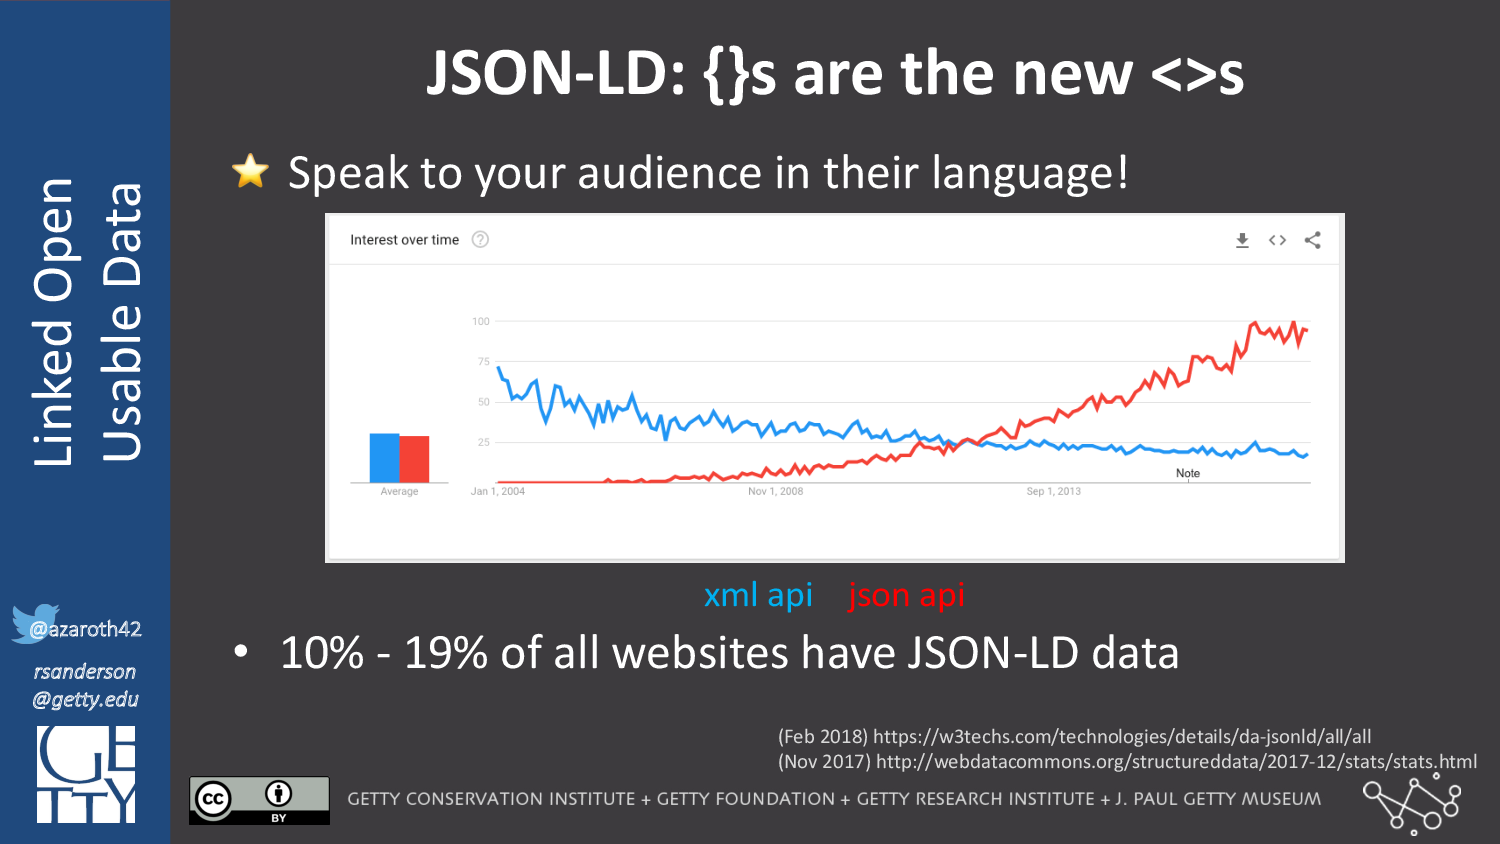 JSON-LD: {}s are the new <>s
Speak to your audience in their language!
Interest over time ?
100
75
50
25
Note
Average
Jan 1, 2004
Nov 1, 2008
Sep 1, 2013
xml api json api
• 10% - 19% of all websites have JSON-LD data
(Feb 2018) https://w3techs.com/technologies/details/da-jsonld/all/all
(Nov 2017) http://webdatacommons.org/structureddata/2017-12/stats/stats.html
Linked Open
Usable Data
@azaroth42
rsanderson
@getty.edu
GETTY
cc
BY
GETTY CONSERVATION INSTITUTE + GETTY FOUNDATION + GETTY RESEARCH INSTITUTE + J. PAUL GETTY MUSEUM